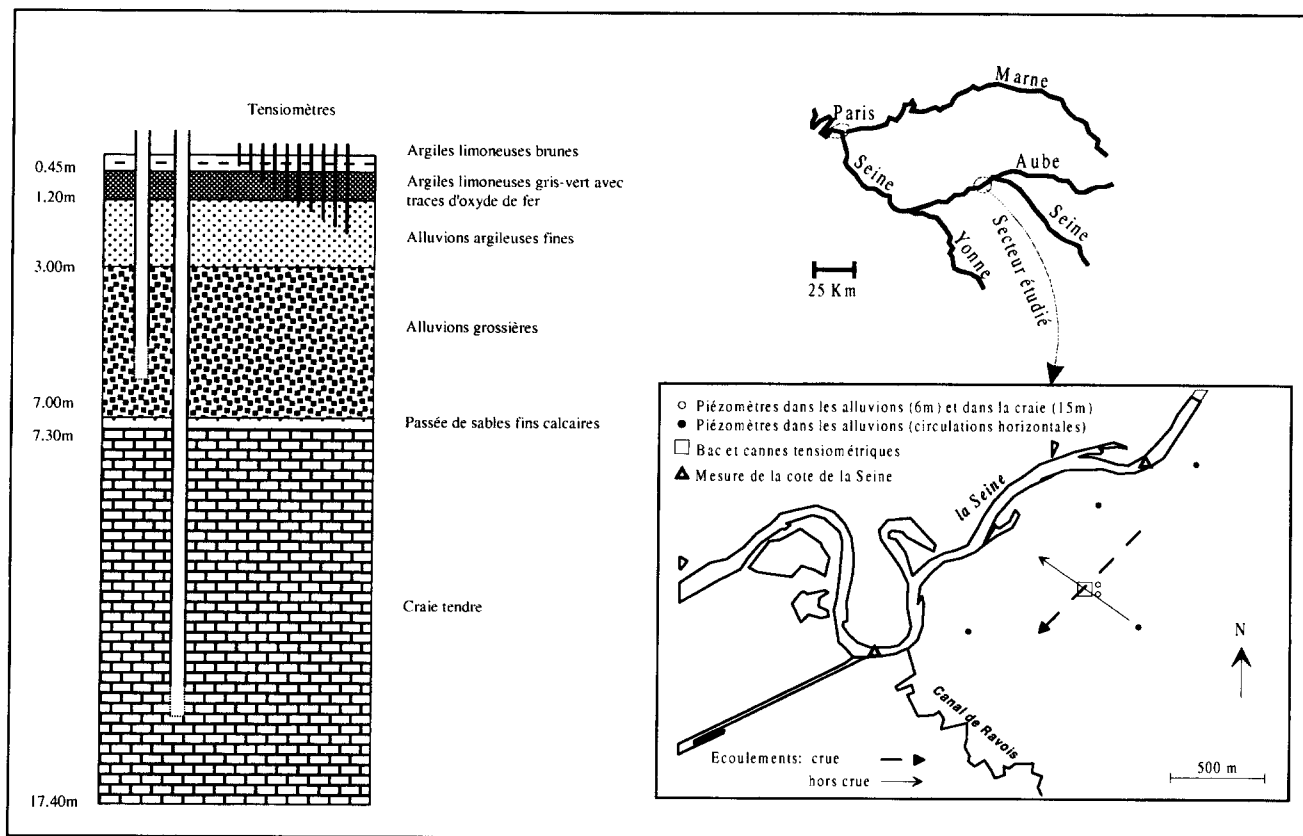 Tensiomètres
0.45m
1.20m
3.00m
7.00m
7.30m
17.40m
Argiles limoneuses brunes
Argiles limoneuses gris-vert avec
traces d'oxyde de fer
Alluvions argileuses fines
Alluvions grossières
Passée de sables fins calcaires
Craie tendre
Marne
Paris
Aube
Seine
Seine
Yonne
Secteur étudié
25 Km
○ Piézomètres dans les alluvions (6m) et dans la craie (15m)
● Piézomètres dans les alluvions (circulations horizontales)
□ Bac et cannes tensiométriques
△ Mesure de la cote de la Seine
la Seine
N
Canal de Ravois
Ecoulements: crue
hors crue
500 m